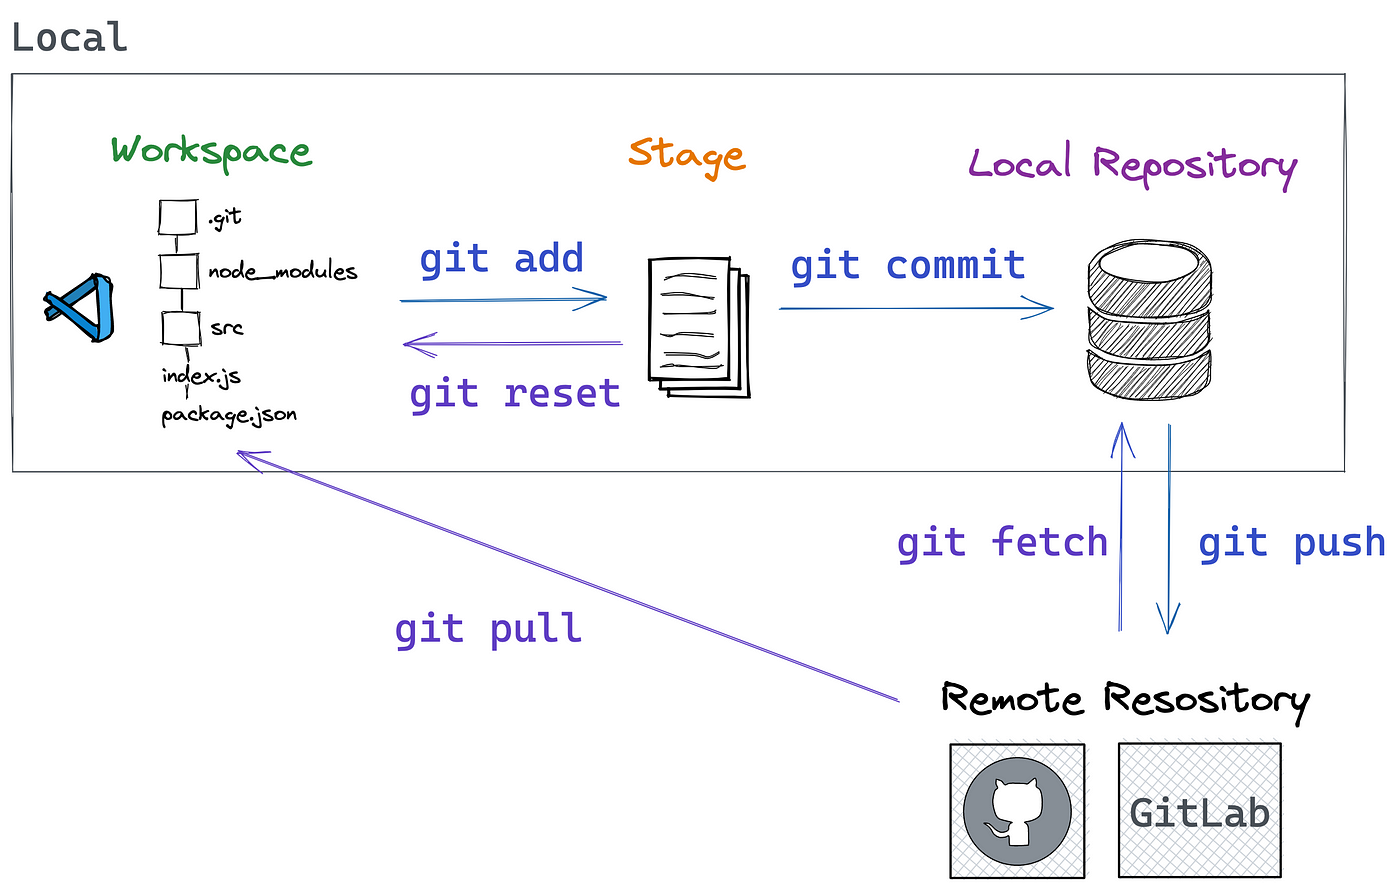 Local
Workspace
Stage
Local Repository
.git
node_modules
src
index.js
package.json
git add
git commit
git reset
git fetch
git push
git pull
Remote Resository
GitLab